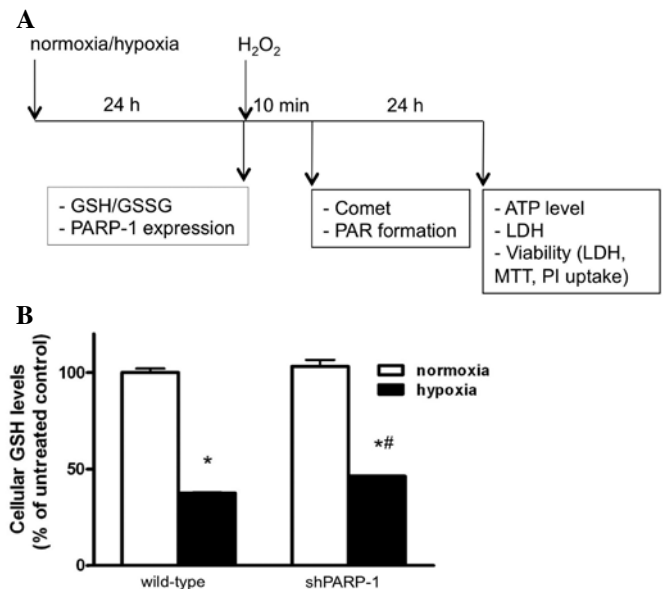 A
normoxia/hypoxia
H₂O₂
24 h
10 min
24 h
- GSH/GSSG
- PARP-1 expression
- Comet
- PAR formation
- ATP level
- LDH
- Viability (LDH,
MTT, PI uptake)
B
Cellular GSH levels
(% of untreated control)
100
50
0
normoxia
hypoxia
*
*#
wild-type
shPARP-1